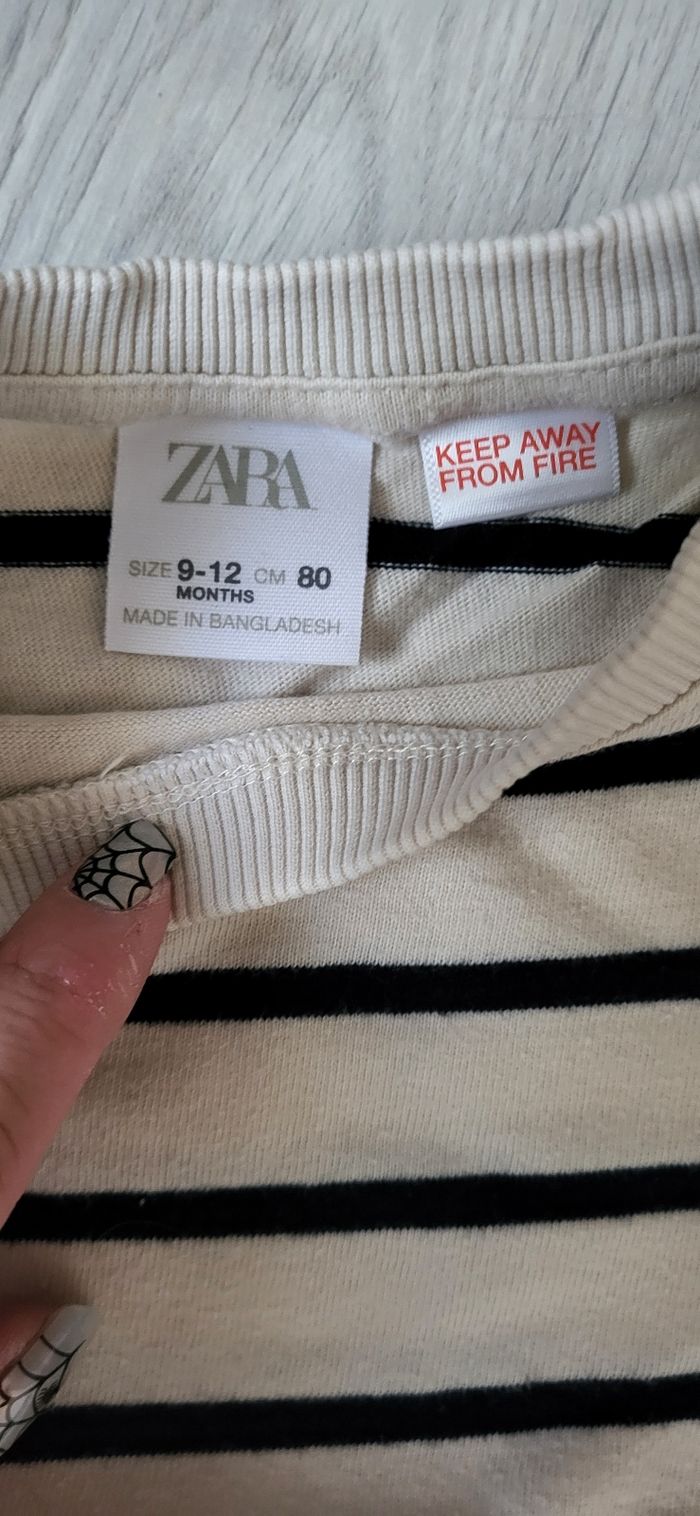 ZARA
SIZE 9-12 CM 80
MONTHS
MADE IN BANGLADESH
KEEP AWAY
FROM FIRE